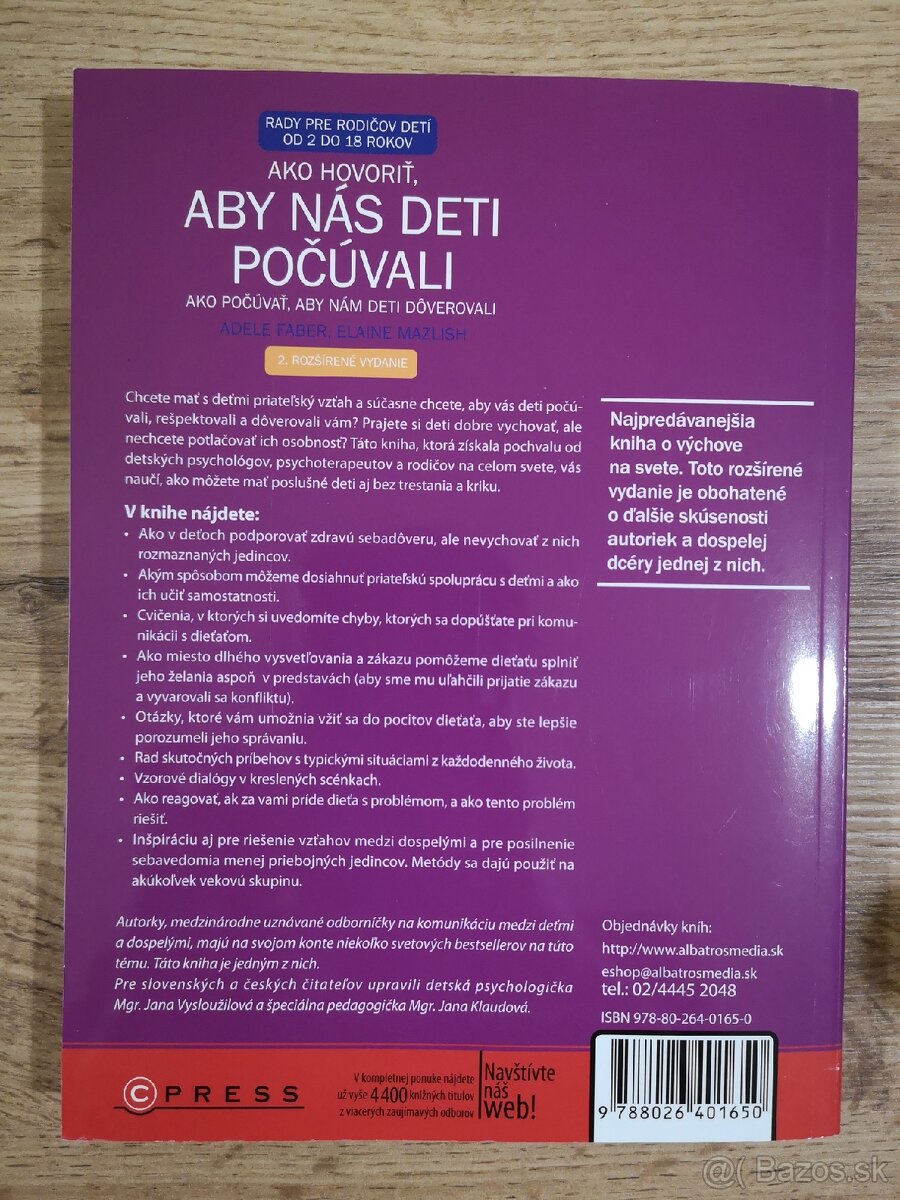 RADY PRE RODIČOV DETÍ
OD 2 DO 18 ROKOV
AKO HOVORIŤ,
ABY NÁS DETI
POČÚVALI
AKO POČÚVAŤ, ABY NÁM DETI DÔVEROVALI
ADELE FABER, ELAINE MAZLISH
2. ROZŠÍRENÉ VYDANIE
Chcete mať s deťmi priateľský vzťah a súčasne chcete, aby vás deti počú-
vali, rešpektovali a dôverovali vám? Prajete si deti dobre vychovať, ale
nechcete potlačovať ich osobnosť? Táto kniha, ktorá získala pochvalu od
detských psychológov, psychoterapeutov a rodičov na celom svete, vás
naučí, ako môžete mať poslušné deti aj bez trestania a kriku.
V knihe nájdete:
• Ako v deťoch podporovať zdravú sebadôveru, ale nevychovať z nich
rozmaznaných jedincov.
• Akým spôsobom môžeme dosiahnuť priateľskú spoluprácu s deťmi a ako
ich učiť samostatnosti.
• Cvičenia, v ktorých si uvedomíte chyby, ktorých sa dopúšťate pri komu-
nikácii s dieťaťom.
• Ako miesto dlhého vysvetľovania a zákazu pomôžeme dieťaťu splniť
jeho želania aspoň v predstavách (aby sme mu uľahčili prijatie zákazu
a vyvarovali sa konfliktu).
• Otázky, ktoré vám umožnia vžiť sa do pocitov dieťaťa, aby ste lepšie
porozumeli jeho správaniu.
• Rad skutočných príbehov s typickými situáciami z každodenného života.
• Vzorové dialógy v kreslených scénkach.
• Ako reagovať, ak za vami príde dieťa s problémom, a ako tento problém
riešiť.
• Inšpiráciu aj pre riešenie vzťahov medzi dospelými a pre posilnenie
sebavedomia menej priebojných jedincov. Metódy sa dajú použiť na
akúkoľvek vekovú skupinu.
Autorky, medzinárodne uznávané odborníčky na komunikáciu medzi deťmi
a dospelými, majú na svojom konte niekoľko svetových bestsellerov na túto
tému. Táto kniha je jedným z nich.
Pre slovenských a českých čitateľov upravili detská psychologička
Mgr. Jana Vysloužilová a špeciálna pedagogička Mgr. Jana Klaudová.
Najpredávanejšia
kniha o výchove
na svete. Toto rozšírené
vydanie je obohatené
o ďalšie skúsenosti
autoriek a dospelej
dcéry jednej z nich.
Objednávky kníh:
http://www.albatrosmedia.sk
eshop@albatrosmedia.sk
tel.: 02/4445 2048
ISBN 978-80-264-0165-0
9 788026 401650
C PRESS
V kompletnej ponuke nájdete
už vyše 4400 knižných titulov
z viacerých zaujímavých odborov
Navštívte
náš
web!
@( Bazos.sk